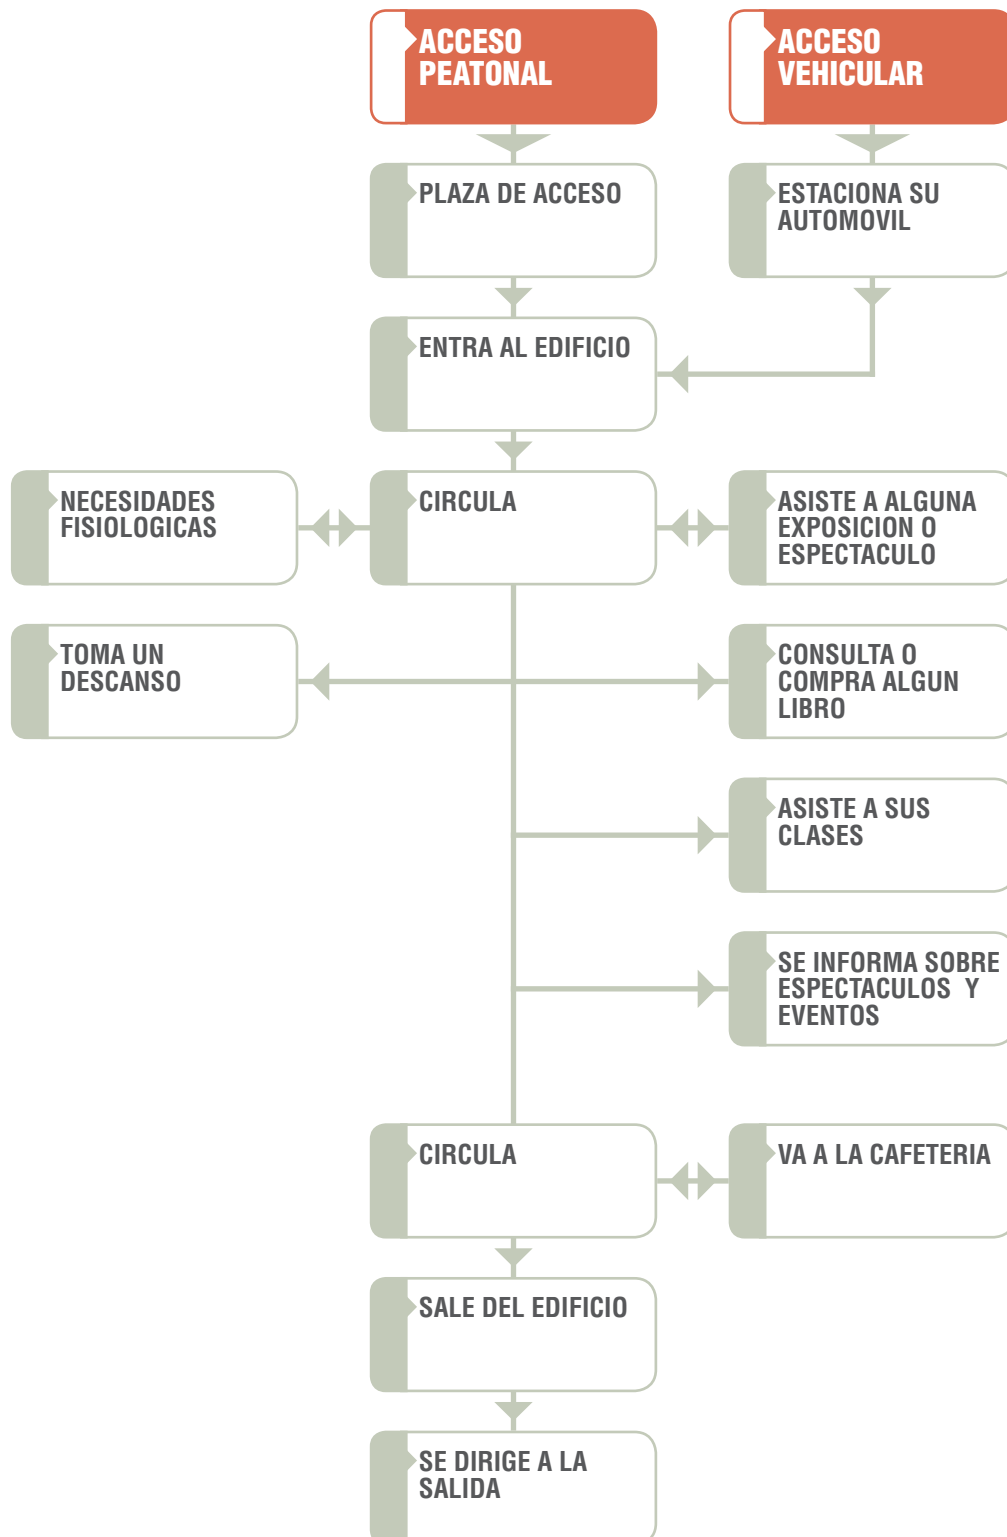 ACCESO
PEATONAL
ACCESO
VEHICULAR
PLAZA DE ACCESO
ESTACIONA SU
AUTOMOVIL
ENTRA AL EDIFICIO
NECESIDADES
FISIOLOGICAS
CIRCULA
ASISTE A ALGUNA
EXPOSICION O
ESPECTACULO
TOMA UN
DESCANSO
CONSULTA O
COMPRA ALGUN
LIBRO
ASISTE A SUS
CLASES
SE INFORMA SOBRE
ESPECTACULOS Y
EVENTOS
CIRCULA
VA A LA CAFETERIA
SALE DEL EDIFICIO
SE DIRIGE A LA
SALIDA